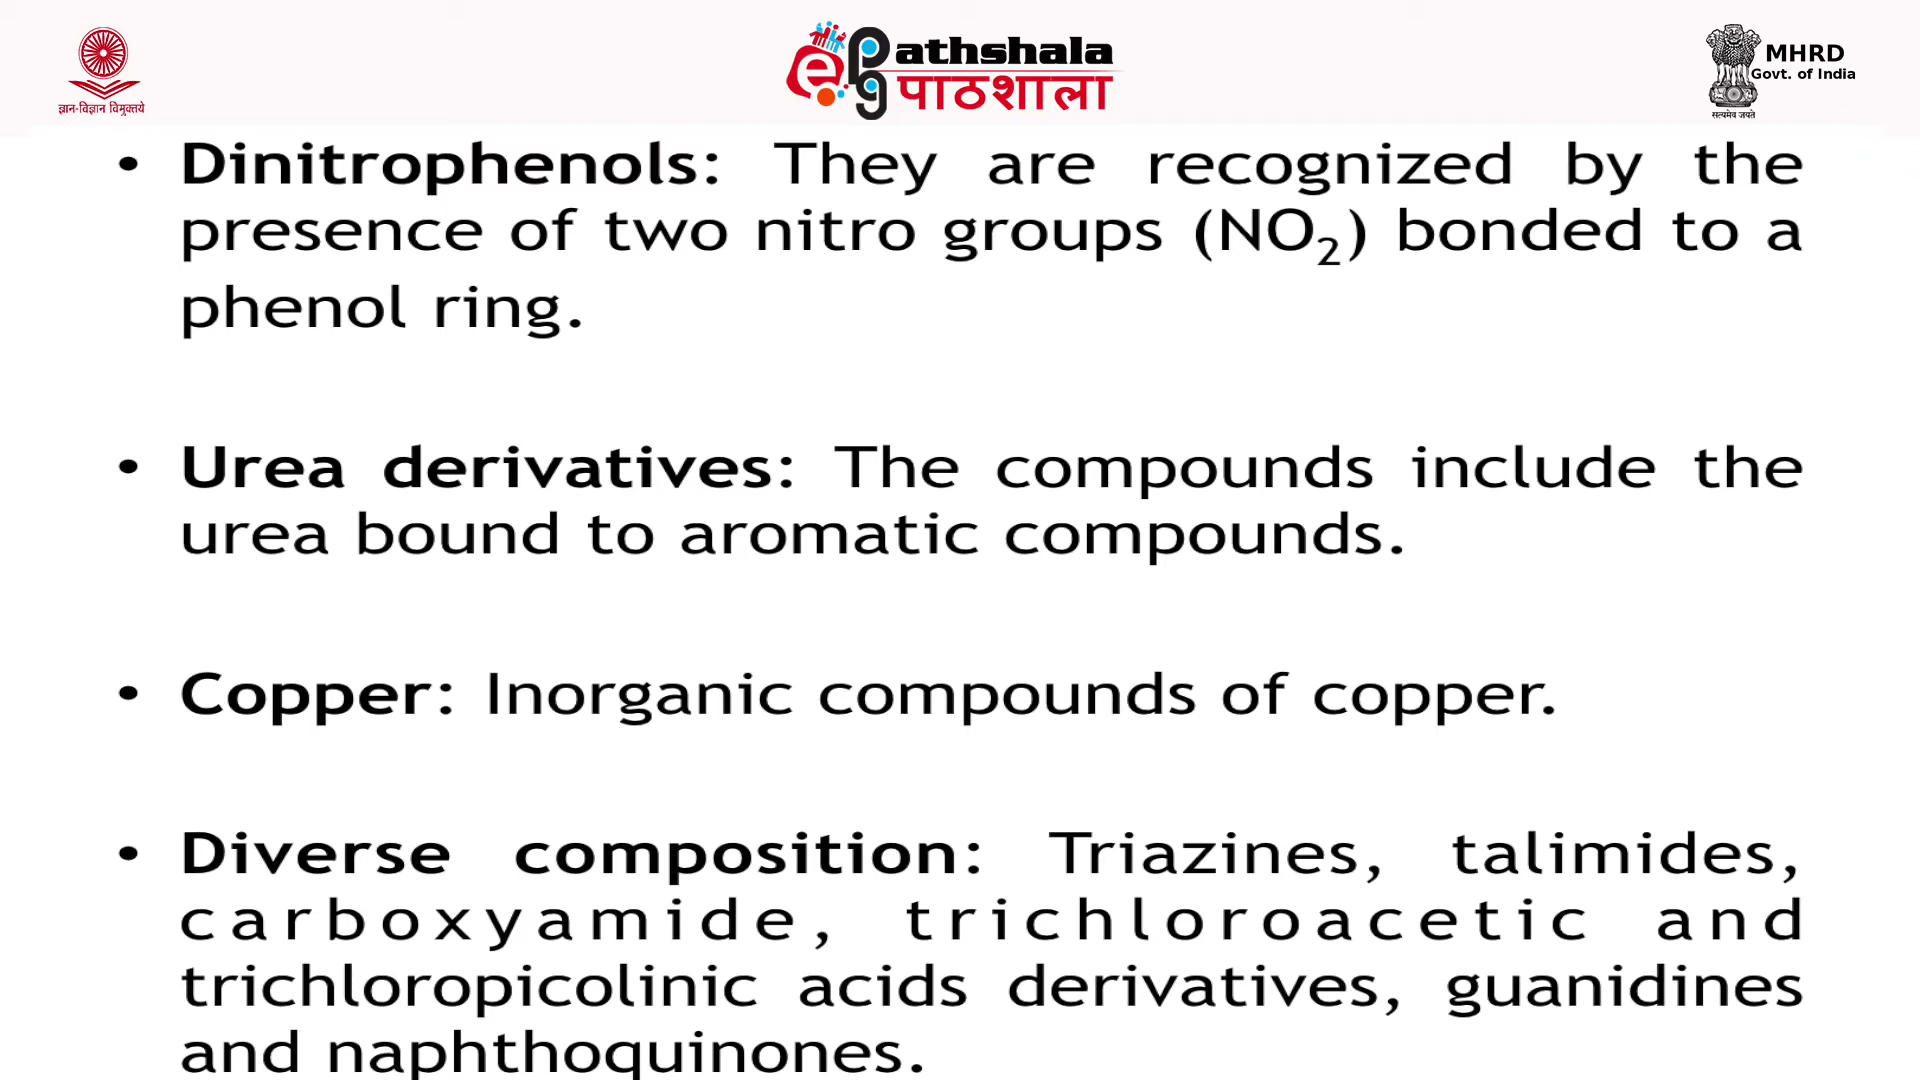 ज्ञान-विज्ञान विमुक्तये
ePGathshala
पाठशाला
MHRD
Govt. of India
सत्यमेव जयते
• Dinitrophenols: They are recognized by the
presence of two nitro groups (NO₂) bonded to a
phenol ring.
• Urea derivatives: The compounds include the
urea bound to aromatic compounds.
• Copper: Inorganic compounds of copper.
• Diverse composition: Triazines, talimides,
carboxyamide, trichloroacetic and
trichloropicolinic acids derivatives, guanidines
and naphthoquinones.